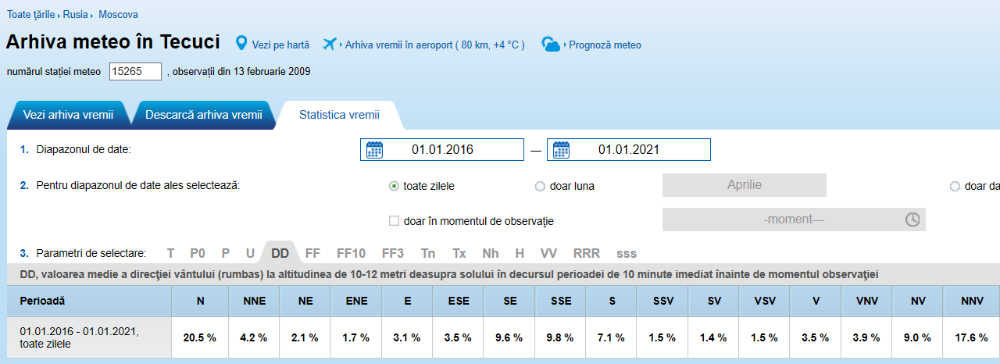 Toate ţările Rusia Moscova
Arhiva meteo în Tecuci Vezi pe hartă Arhiva vremii în aeroport ( 80 km, +4 °C ) Prognoză meteo
numărul stației meteo 15265 , observații din 13 februarie 2009
Vezi arhiva vremii Descarcă arhiva vremii Statistica vremii
1. Diapazonul de date: 01.01.2016 — 01.01.2021
2. Pentru diapazonul de date ales selectează: toate zilele doar luna Aprilie doar da
doar în momentul de observaţie -moment---
3. Parametri de selectare: T P0 P U DD FF FF10 FF3 Tn Tx Nh H VV RRR sss
DD, valoarea medie a direcţiei vântului (rumbas) la altitudinea de 10-12 metri deasupra solului în decursul perioadei de 10 minute imediat înainte de momentul observaţiei
Perioadă N NNE NE ENE E ESE SE SSE S SSV SV VSV V VNV NV NNV
01.01.2016 - 01.01.2021, toate zilele 20.5 % 4.2 % 2.1 % 1.7 % 3.1 % 3.5 % 9.6 % 9.8 % 7.1 % 1.5 % 1.4 % 1.5 % 3.5 % 3.9 % 9.0 % 17.6 %